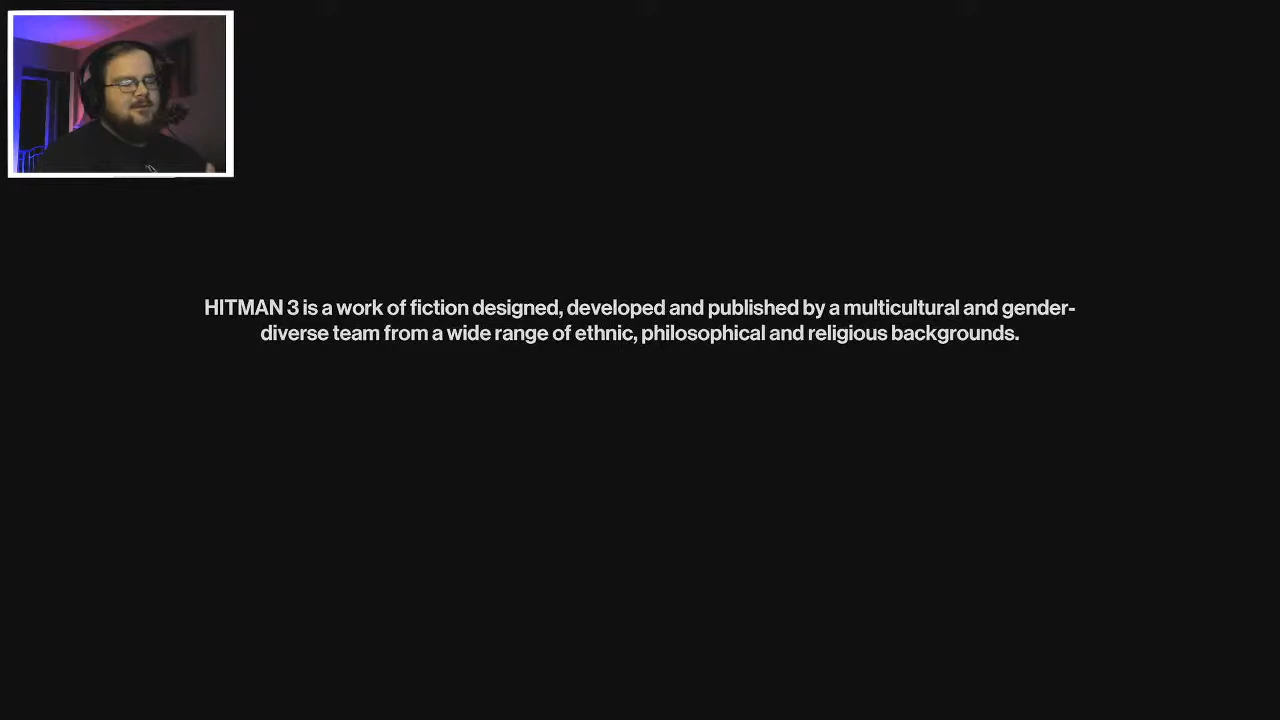 HITMAN 3 is a work of fiction designed, developed and published by a multicultural and gender-
diverse team from a wide range of ethnic, philosophical and religious backgrounds.